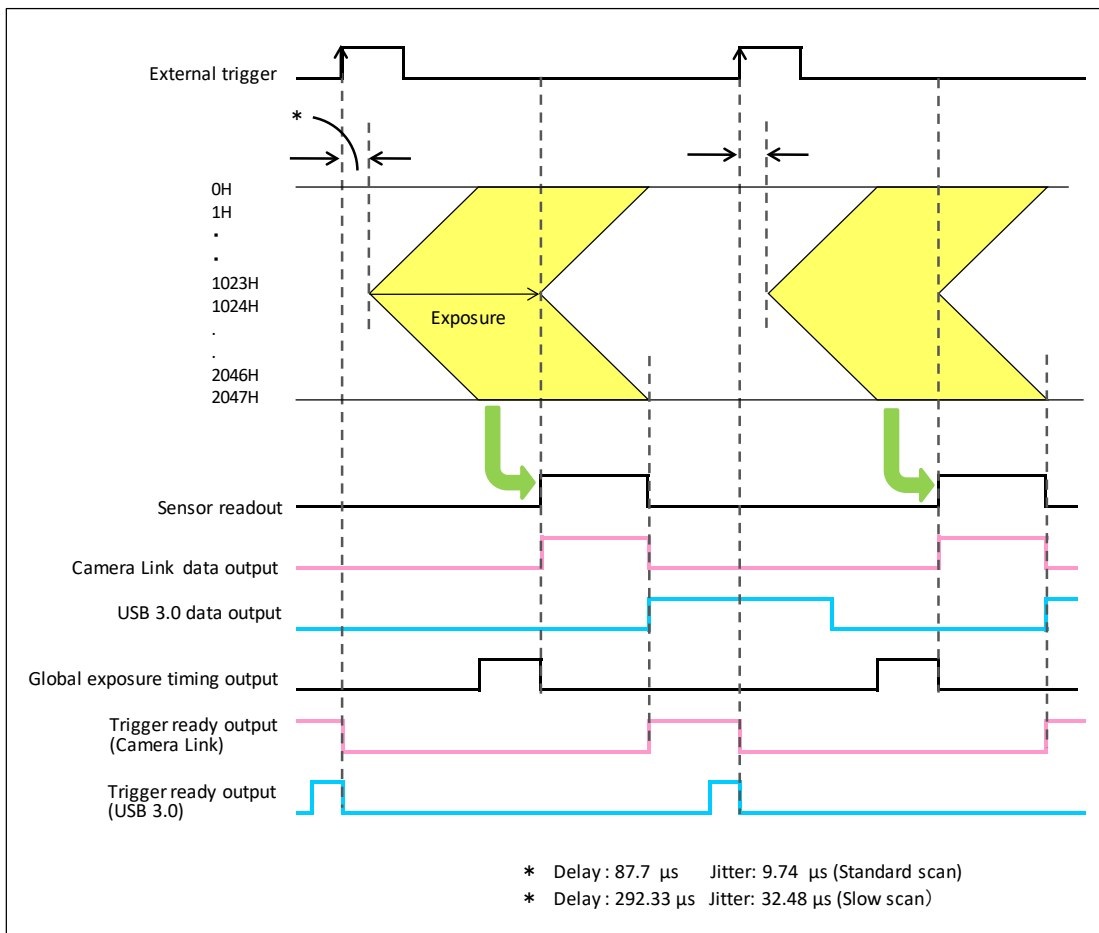 External trigger
*
0H
1H
・
・
1023H
1024H
.
.
2046H
2047H
Exposure
Sensor readout
Camera Link data output
USB 3.0 data output
Global exposure timing output
Trigger ready output
(Camera Link)
Trigger ready output
(USB 3.0)
* Delay : 87.7 μs Jitter: 9.74 μs (Standard scan)
* Delay : 292.33 μs Jitter: 32.48 μs (Slow scan）